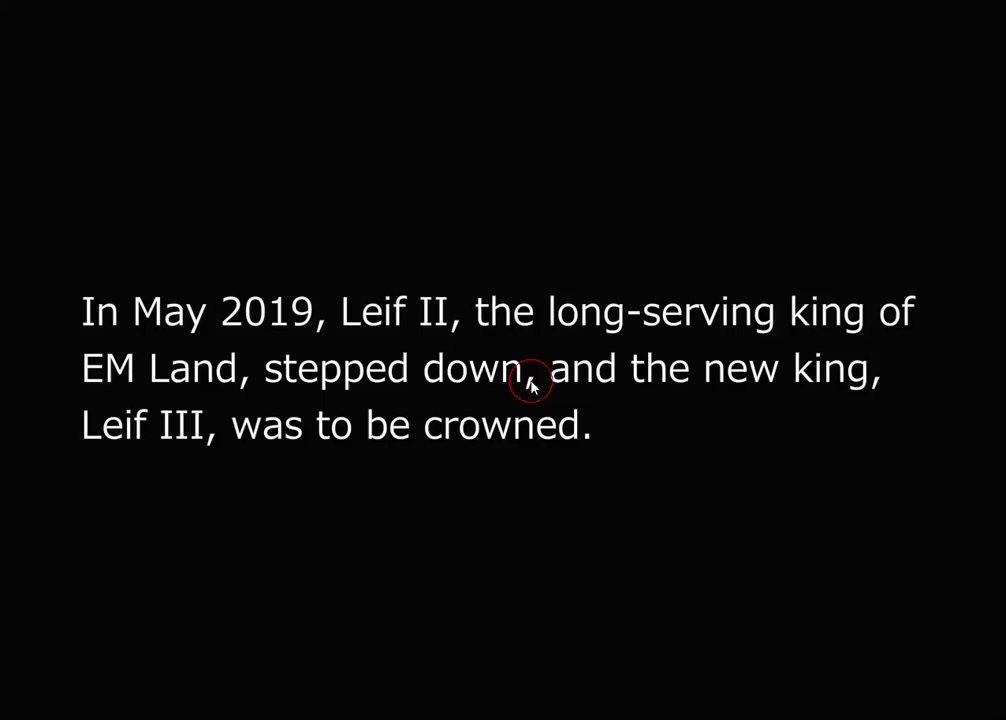 In May 2019, Leif II, the long-serving king of
EM Land, stepped down, and the new king,
Leif III, was to be crowned.